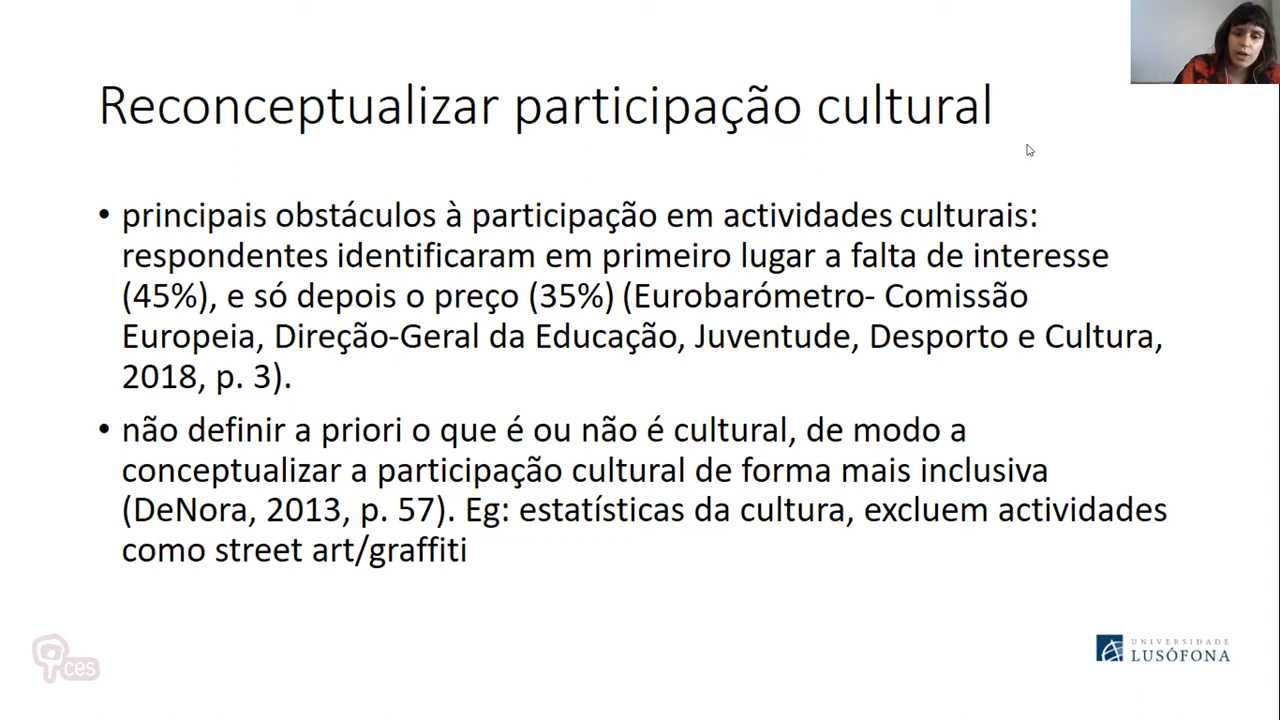 Reconceptualizar participação cultural
• principais obstáculos à participação em actividades culturais:
respondentes identificaram em primeiro lugar a falta de interesse
(45%), e só depois o preço (35%) (Eurobarómetro- Comissão
Europeia, Direção-Geral da Educação, Juventude, Desporto e Cultura,
2018, p. 3).
• não definir a priori o que é ou não é cultural, de modo a
conceptualizar a participação cultural de forma mais inclusiva
(DeNora, 2013, p. 57). Eg: estatísticas da cultura, excluem actividades
como street art/graffiti
ces
UNIVERSIDADE
LUSÓFONA